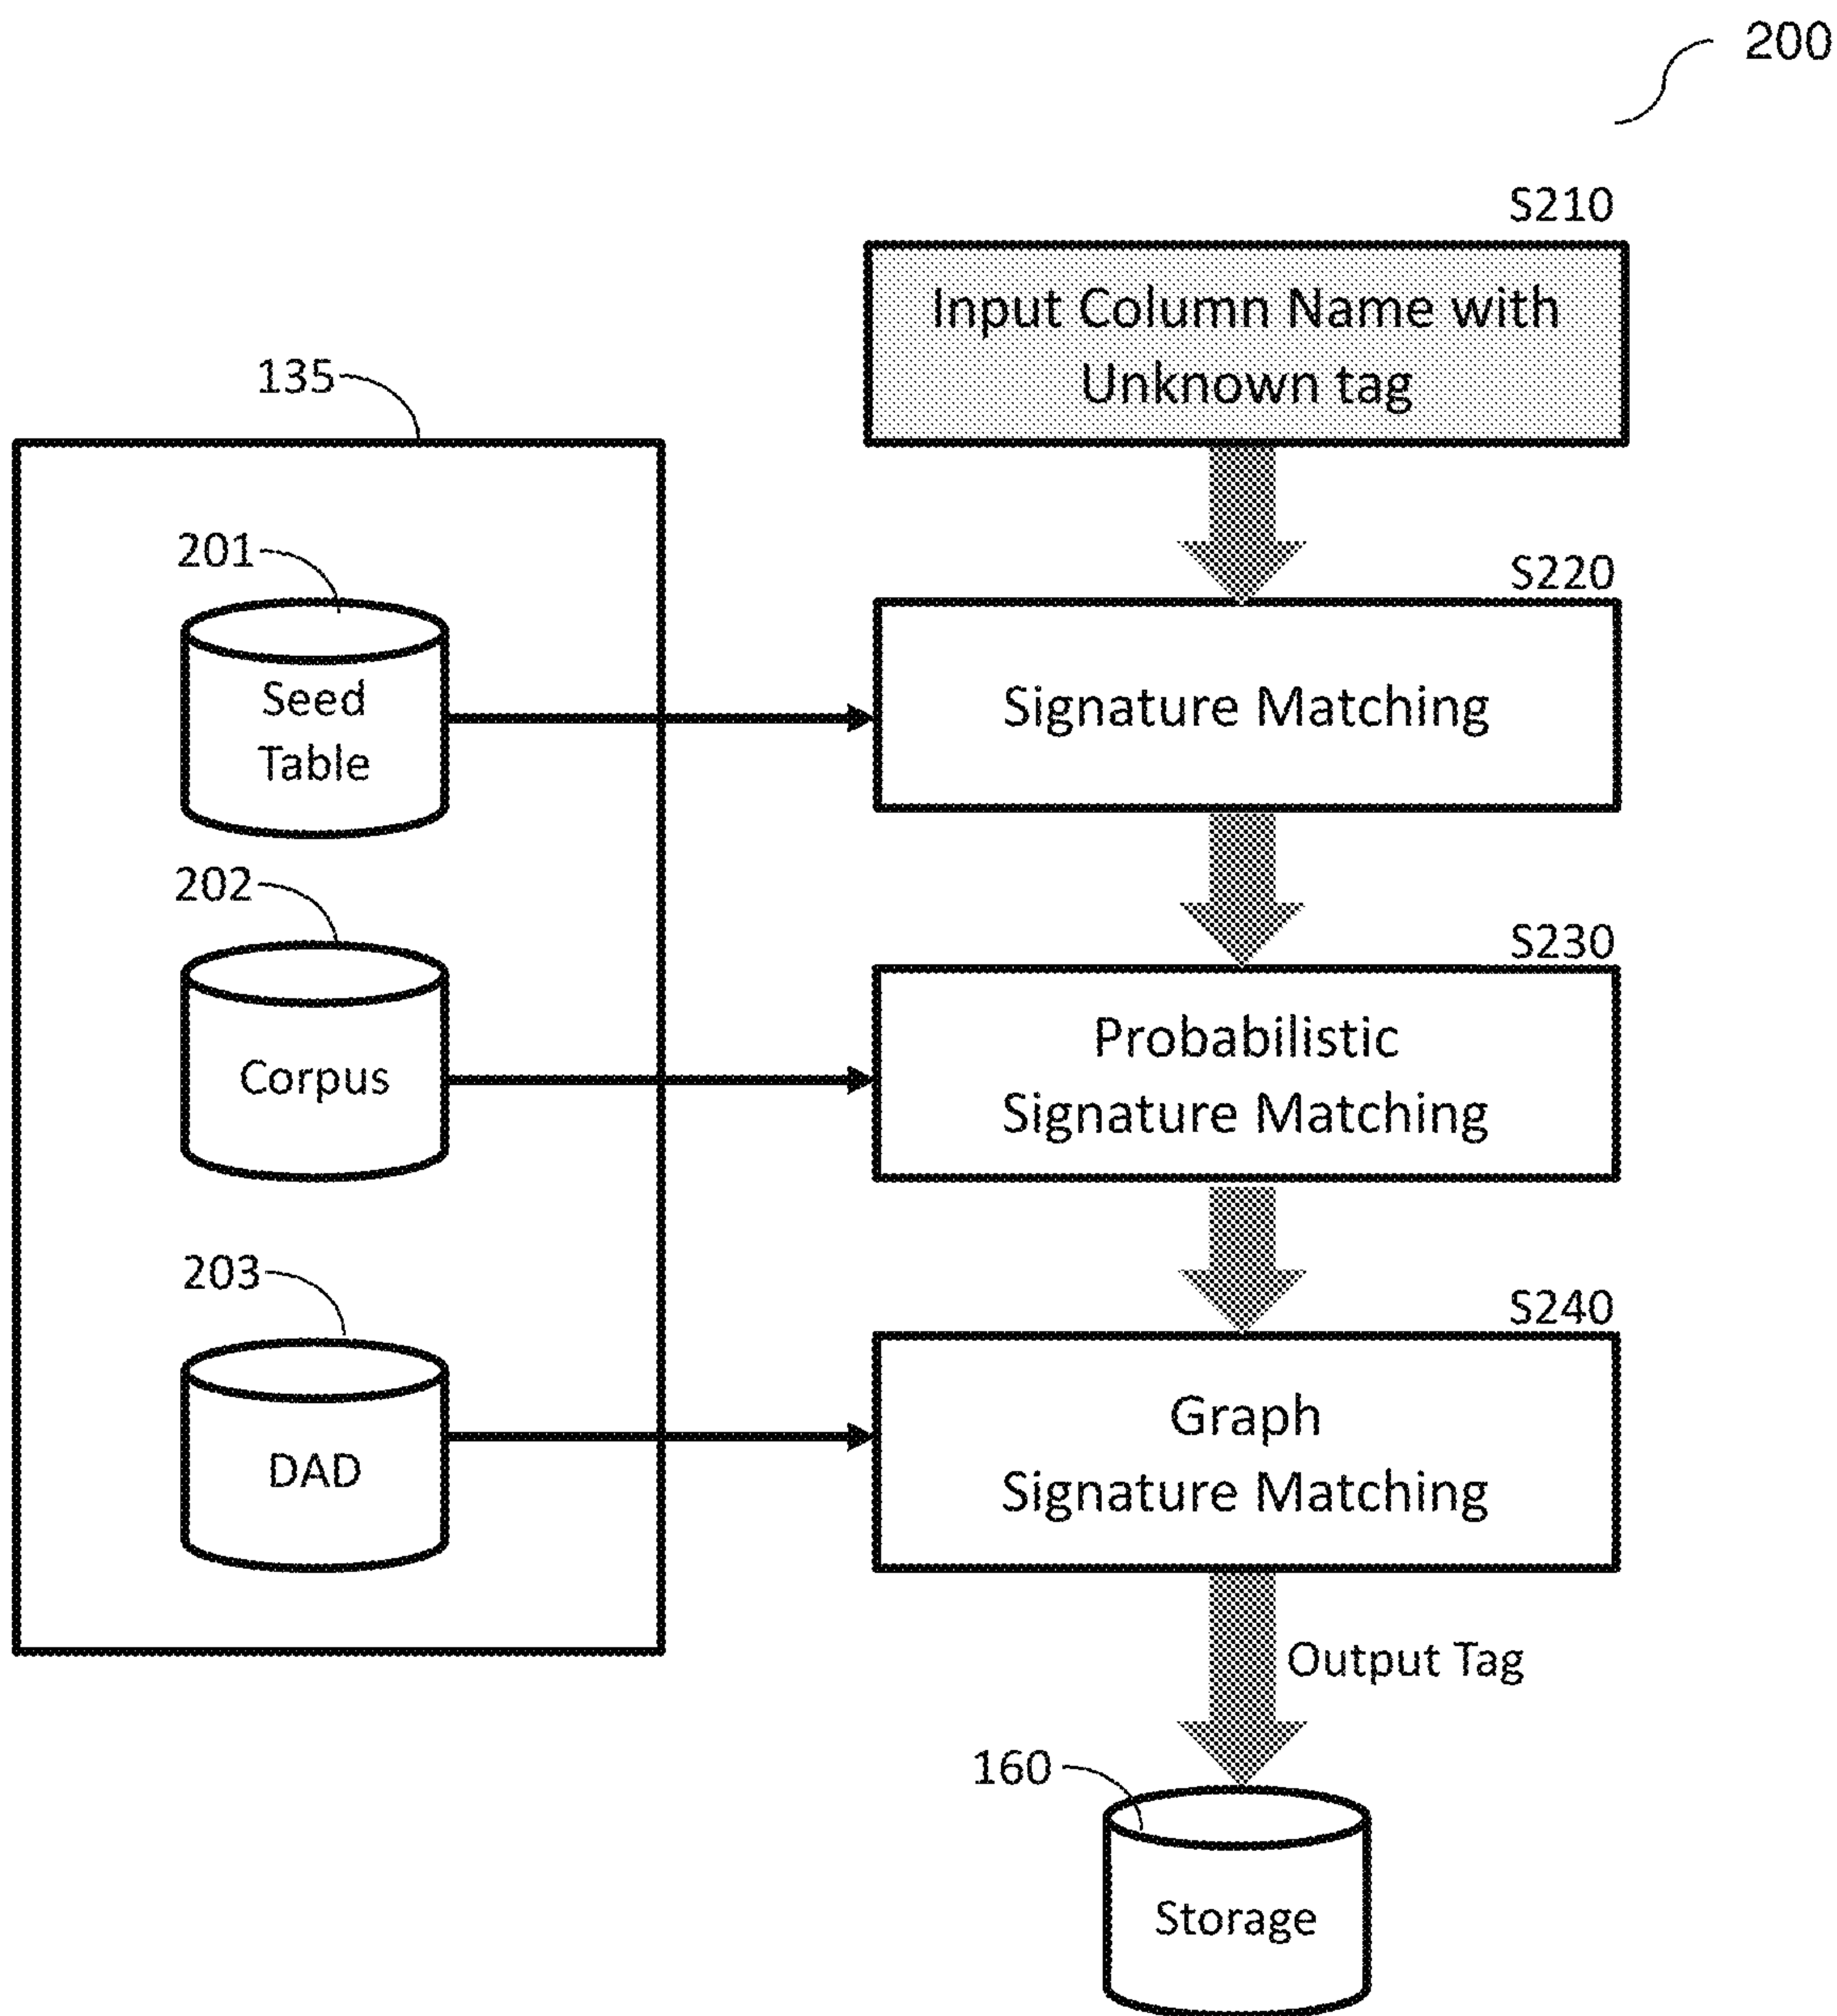 200
S210
Input Column Name with
Unknown tag
135
201
Seed
Table
S220
Signature Matching
202
Corpus
S230
Probabilistic
Signature Matching
203
DAD
S240
Graph
Signature Matching
Output Tag
160
Storage